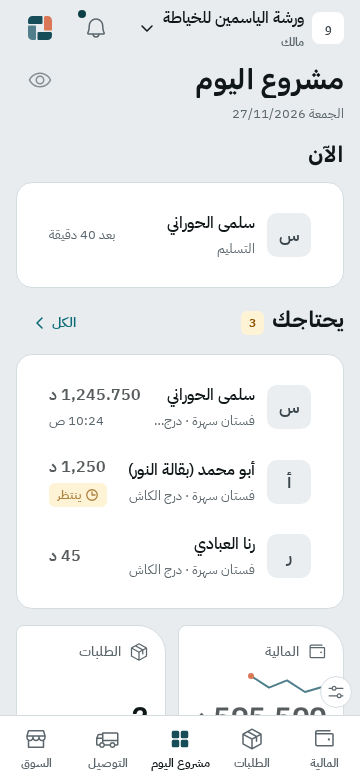 و
ورشة الياسمين للخياطة
مالك
مشروع اليوم
الجمعة 27/11/2026
الآن
س
سلمى الحوراني
التسليم
بعد 40 دقيقة
يحتاجك
3
الكل
س
سلمى الحوراني
1,245.750 د
فستان سهرة · درج...
10:24 ص
أ
أبو محمد (بقالة النور)
1,250 د
فستان سهرة · درج الكاش
ينتظر
ر
رنا العبادي
45 د
فستان سهرة · درج الكاش
المالية
الطلبات
المالية
الطلبات
مشروع اليوم
التوصيل
السوق